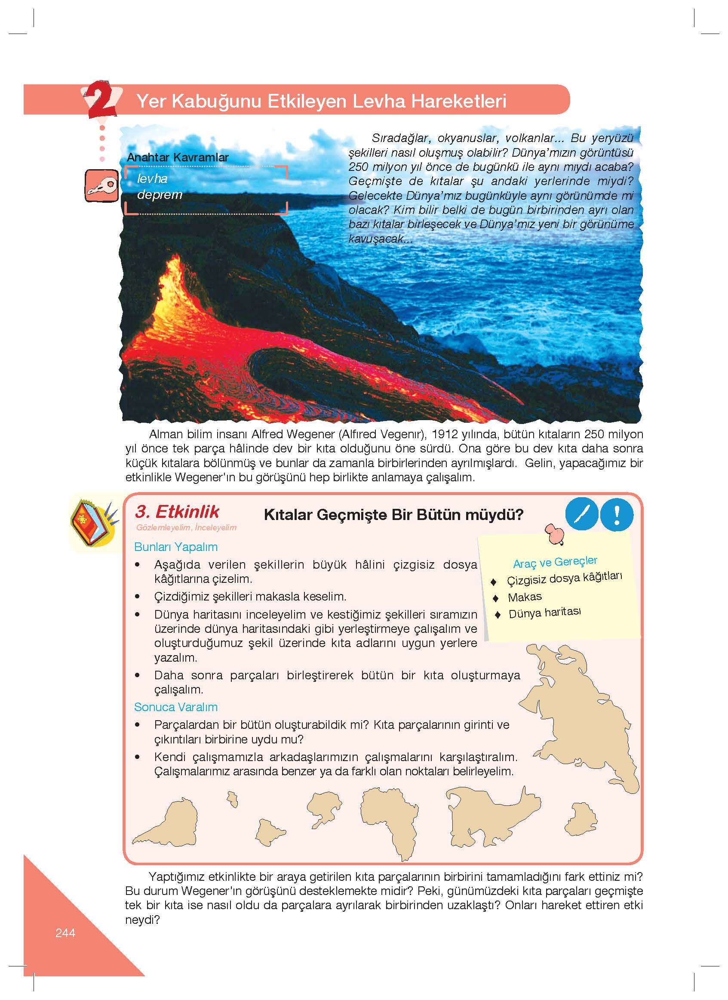 2
Yer Kabuğunu Etkileyen Levha Hareketleri
Anahtar Kavramlar
levha
deprem
Sıradağlar, okyanuslar, volkanlar... Bu yeryüzü
şekilleri nasıl oluşmuş olabilir? Dünya’mızın görüntüsü
250 milyon yıl önce de bugünkü ile aynı mıydı acaba?
Geçmişte de kıtalar şu andaki yerlerinde miydi?
Gelecekte Dünya’mız bugünküyle aynı görünümde mi
olacak? Kim bilir belki de bugün birbirinden ayrı olan
bazı kıtalar birleşecek ve Dünya’mız yeni bir görünüme
kavuşacak...
Alman bilim insanı Alfred Wegener (Alfıred Vegenır), 1912 yılında, bütün kıtaların 250 milyon
yıl önce tek parça hâlinde dev bir kıta olduğunu öne sürdü. Ona göre bu dev kıta daha sonra
küçük kıtalara bölünmüş ve bunlar da zamanla birbirlerinden ayrılmışlardı. Gelin, yapacağımız bir
etkinlikle Wegener'ın bu görüşünü hep birlikte anlamaya çalışalım.
3. Etkinlik
Gözlemleyelim, İnceleyelim
Kıtalar Geçmişte Bir Bütün müydü?
Bunları Yapalım
• Aşağıda verilen şekillerin büyük hâlini çizgisiz dosya
kâğıtlarına çizelim.
• Çizdiğimiz şekilleri makasla keselim.
• Dünya haritasını inceleyelim ve kestiğimiz şekilleri sıramızın
üzerinde dünya haritasındaki gibi yerleştirmeye çalışalım ve
oluşturduğumuz şekil üzerinde kıta adlarını uygun yerlere
yazalım.
• Daha sonra parçaları birleştirerek bütün bir kıta oluşturmaya
çalışalım.
Araç ve Gereçler
♦ Çizgisiz dosya kâğıtları
♦ Makas
♦ Dünya haritası
Sonuca Varalım
• Parçalardan bir bütün oluşturabildik mi? Kıta parçalarının girinti ve
çıkıntıları birbirine uydu mu?
• Kendi çalışmamızla arkadaşlarımızın çalışmalarını karşılaştıralım.
Çalışmalarımız arasında benzer ya da farklı olan noktaları belirleyelim.
Yaptığımız etkinlikte bir araya getirilen kıta parçalarının birbirini tamamladığını fark ettiniz mi?
Bu durum Wegener'ın görüşünü desteklemekte midir? Peki, günümüzdeki kıta parçaları geçmişte
tek bir kıta ise nasıl oldu da parçalara ayrılarak birbirinden uzaklaştı? Onları hareket ettiren etki
neydi?
244